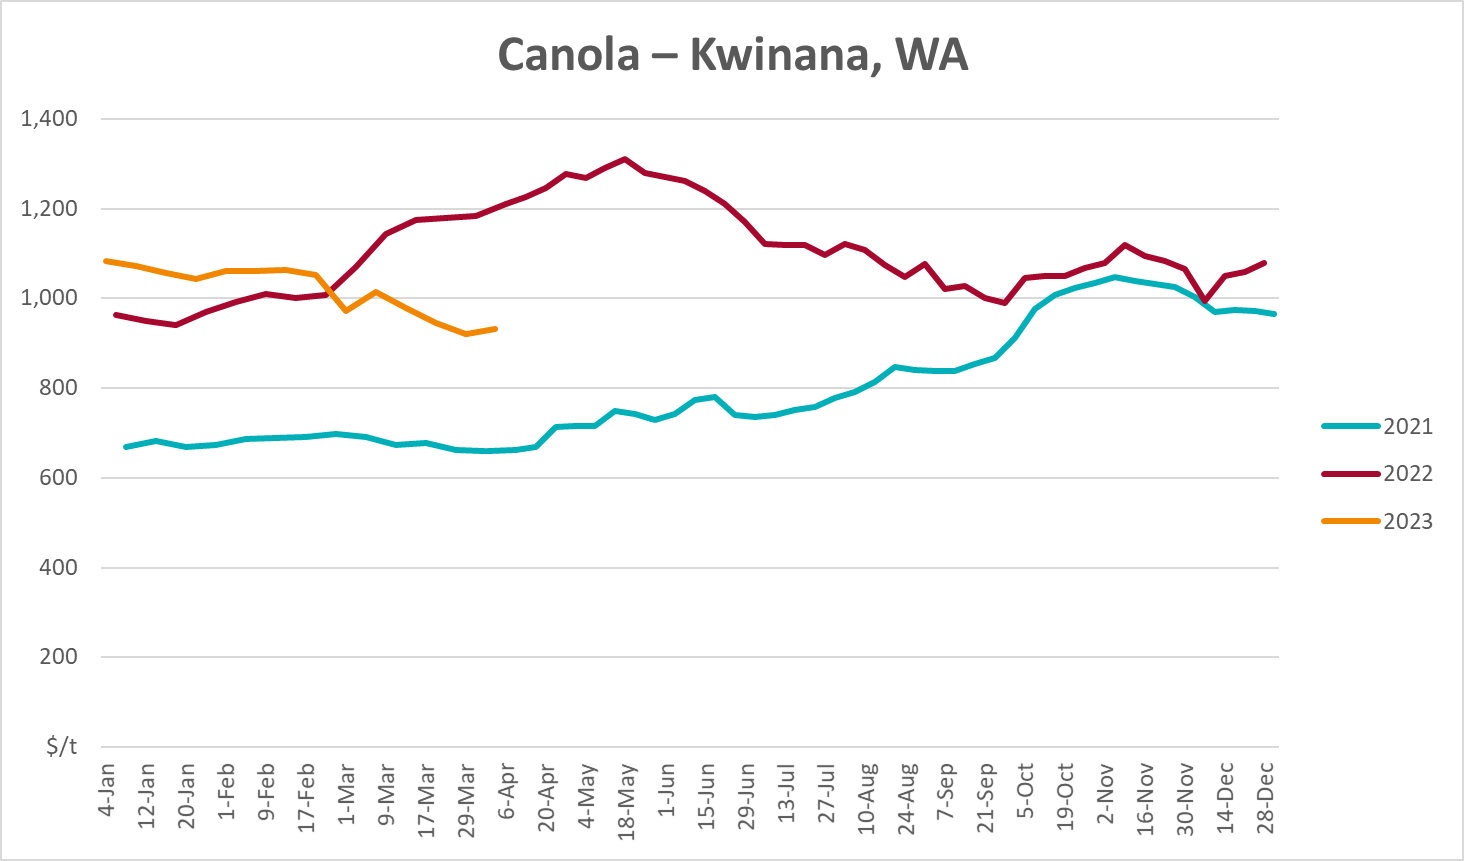 Canola – Kwinana, WA
1,400
1,200
1,000
800
600
400
200
$/t
4-Jan
12-Jan
20-Jan
1-Feb
9-Feb
17-Feb
1-Mar
9-Mar
17-Mar
29-Mar
6-Apr
20-Apr
4-May
18-May
1-Jun
15-Jun
29-Jun
13-Jul
27-Jul
10-Aug
24-Aug
7-Sep
21-Sep
5-Oct
19-Oct
2-Nov
16-Nov
30-Nov
14-Dec
28-Dec
2021
2022
2023